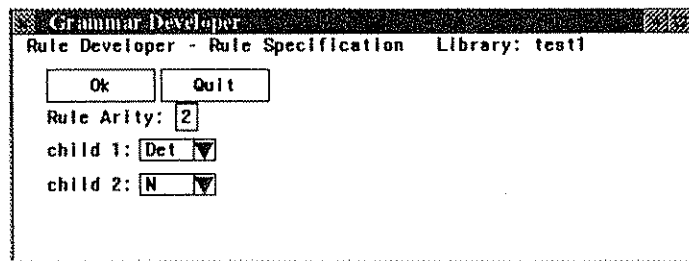 Grammar Developer
Rule Developer - Rule Specification Library: test1
Ok Quit
Rule Arity: 2
child 1: Det
child 2: N